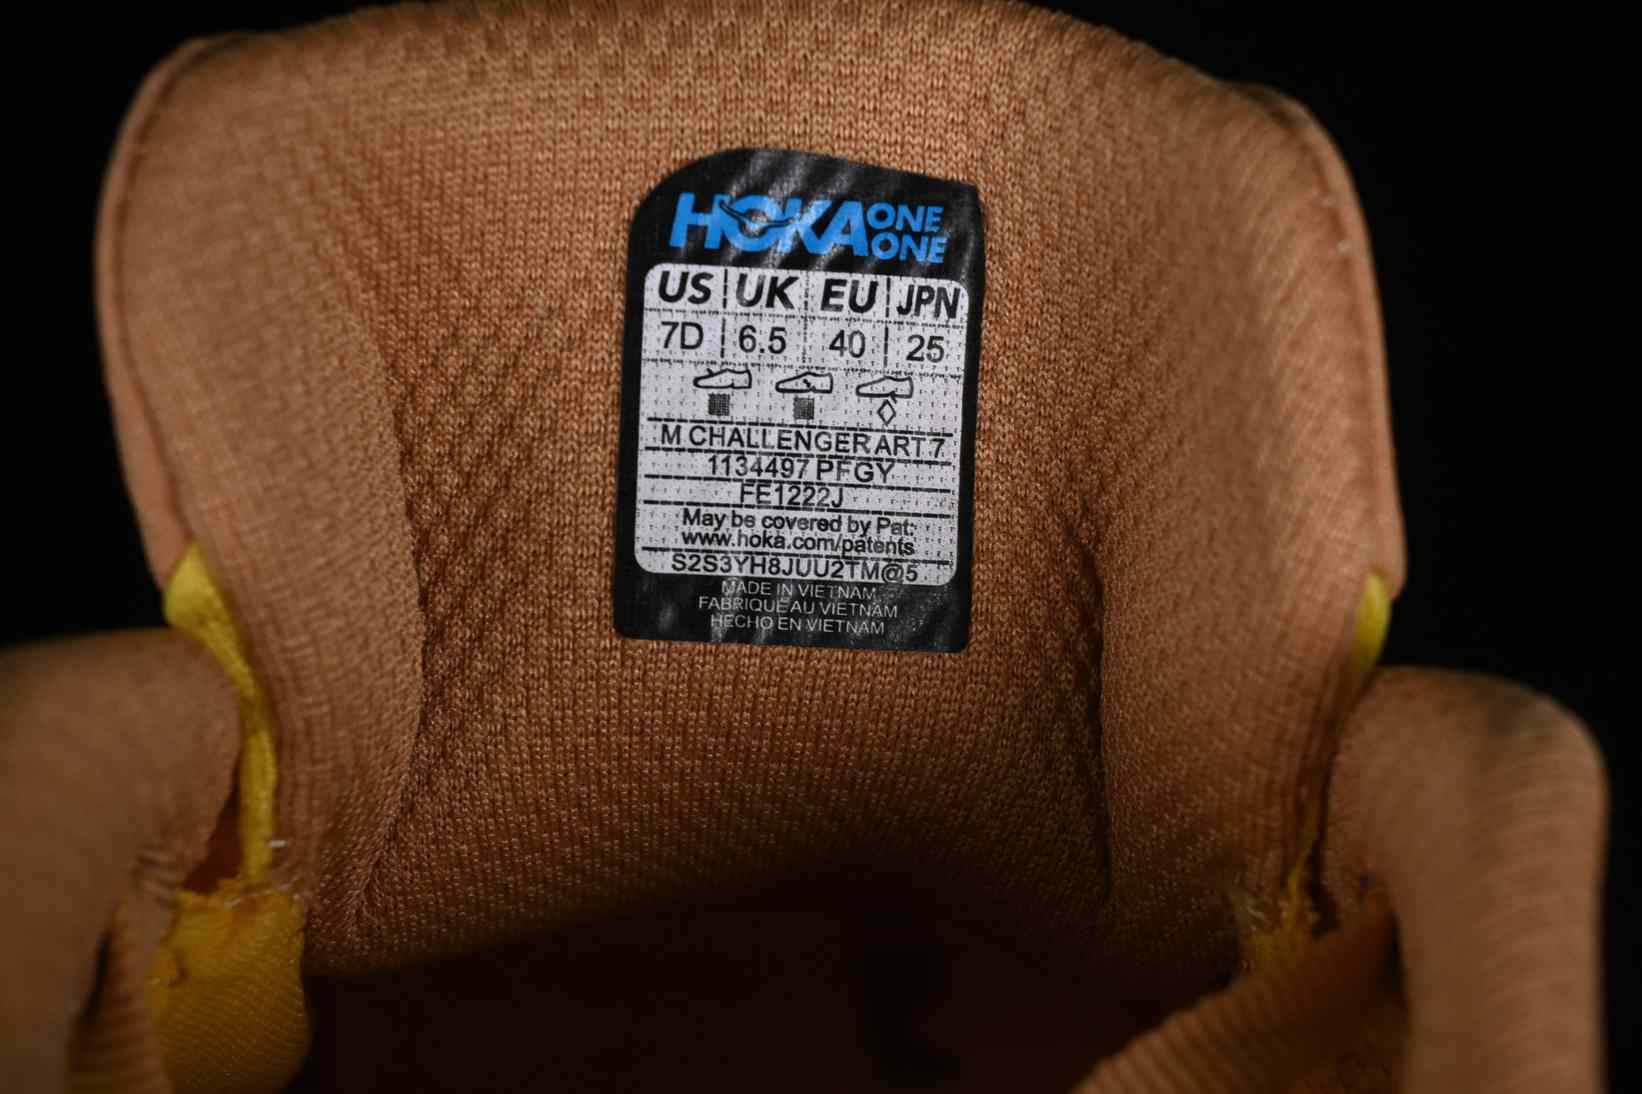 HOKA ONE ONE
US UK EU JPN
7D 6.5 40 25
M CHALLENGER ART 7
1134497 PFGY
FE1222J
May be covered by Pat:
www.hoka.com/patents
S2S3YH8JUU2TM@5
MADE IN VIETNAM
FABRIQUE AU VIETNAM
HECHO EN VIETNAM